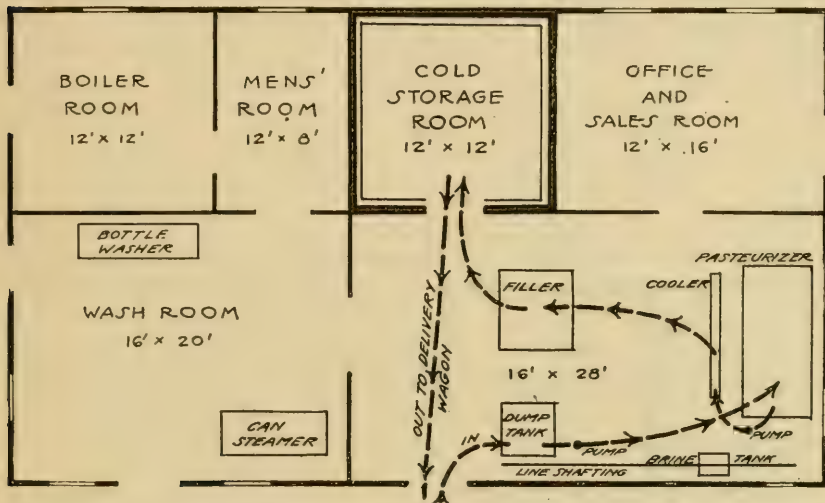 BOILER
ROOM
12' x 12'
MENS'
ROOM
12' x 8'
COLD
STORAGE
ROOM
12' x 12'
OFFICE
AND
SALES ROOM
12' x .16'
BOTTLE
WASHER
WASH ROOM
16' x 20'
CAN
STEAMER
OUT TO DELIVERY
WAGON
FILLER
COOLER
PASTEURIZER
16' x 28'
IN
DUMP
TANK
PUMP
PUMP
BRINE TANK
LINE SHAFTING